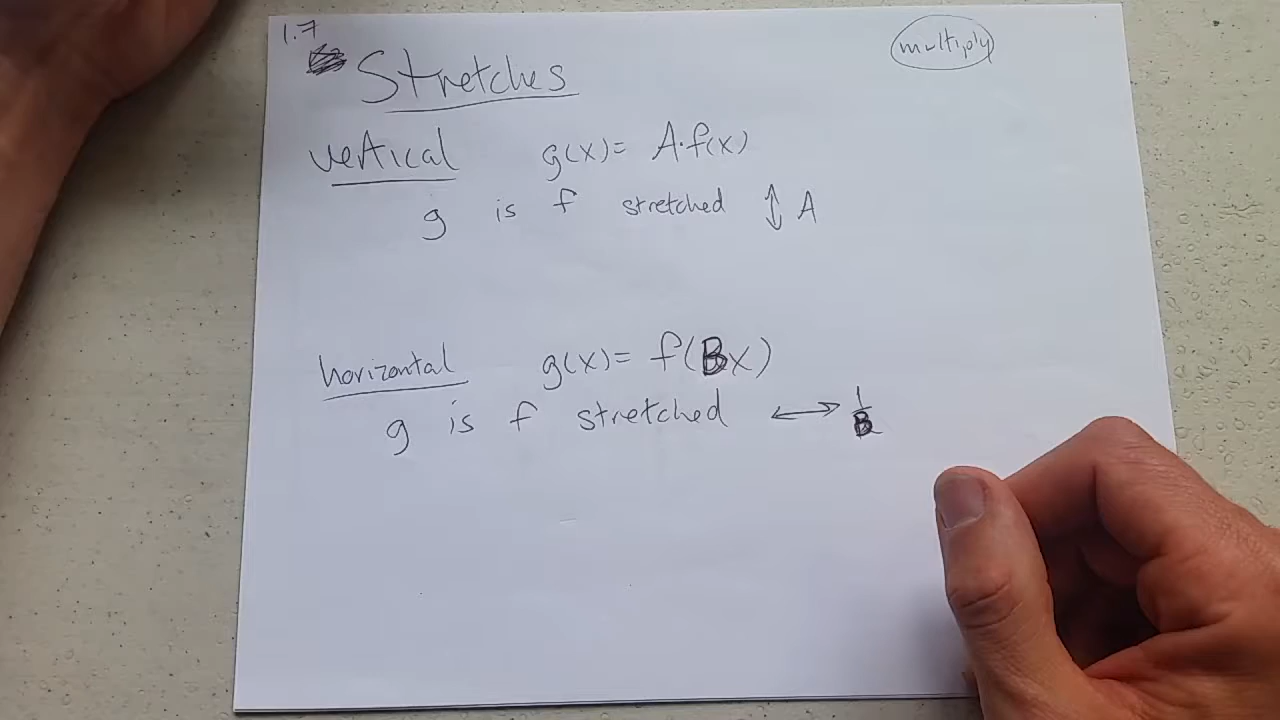 1.7
Stretches
multiply
vertical g(x) = A·f(x)
g is f stretched ↕ A
horizontal g(x) = f(Bx)
g is f stretched ↔ 1/B